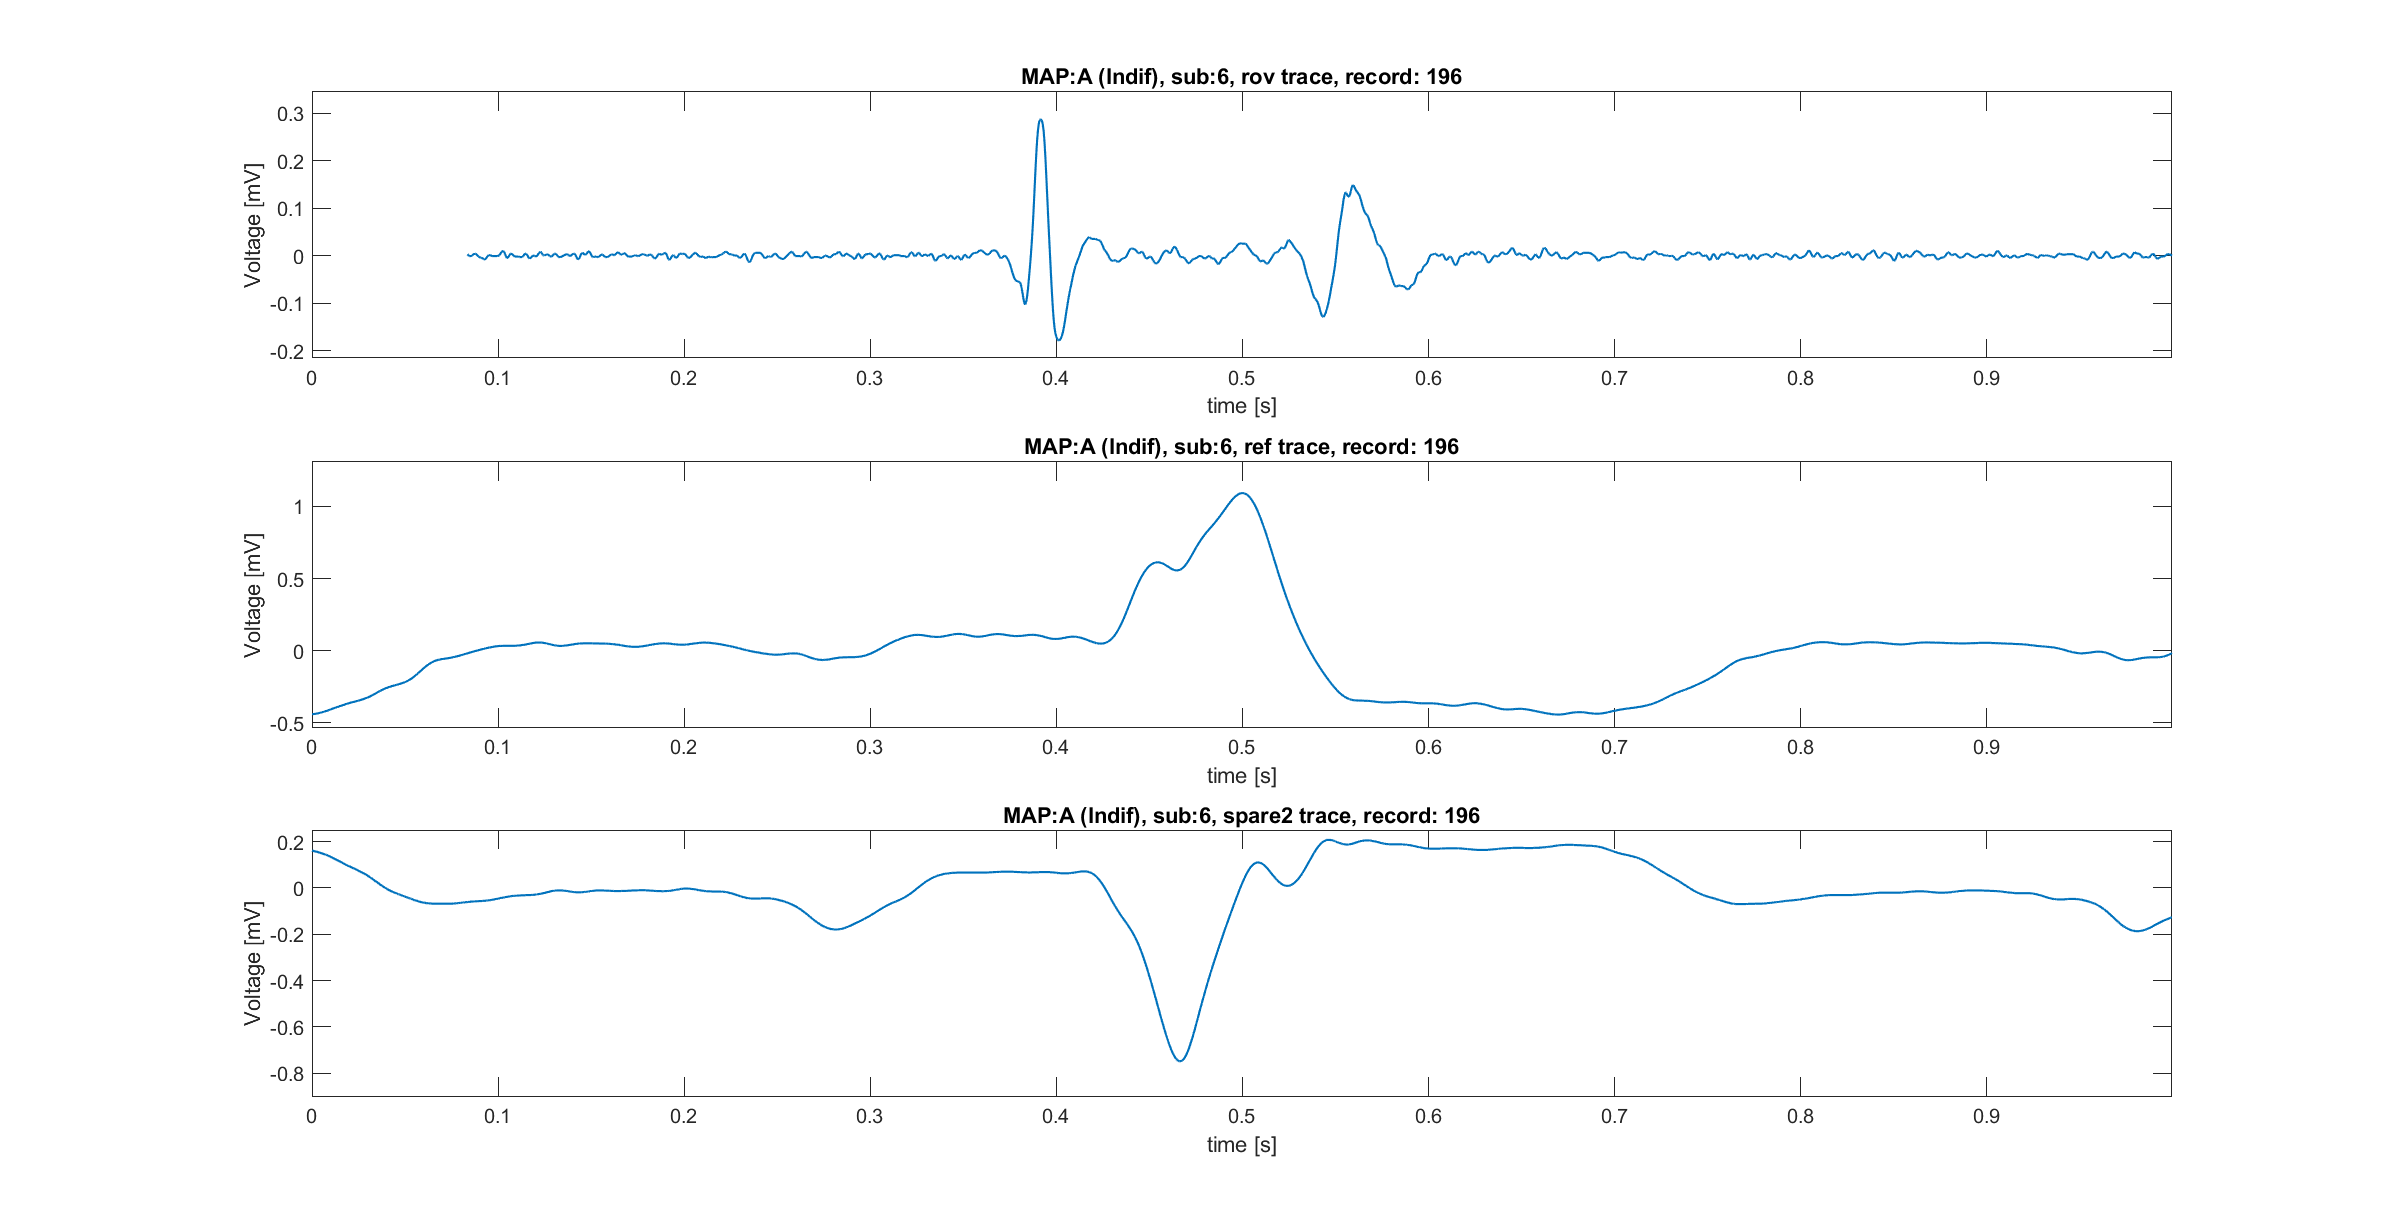 MAP:A (Indif), sub:6, rov trace, record: 196
Voltage [mV]
0.3
0.2
0.1
0
-0.1
-0.2
0 0.1 0.2 0.3 0.4 0.5 0.6 0.7 0.8 0.9
time [s]
MAP:A (Indif), sub:6, ref trace, record: 196
Voltage [mV]
1
0.5
0
-0.5
0 0.1 0.2 0.3 0.4 0.5 0.6 0.7 0.8 0.9
time [s]
MAP:A (Indif), sub:6, spare2 trace, record: 196
Voltage [mV]
0.2
0
-0.2
-0.4
-0.6
-0.8
0 0.1 0.2 0.3 0.4 0.5 0.6 0.7 0.8 0.9
time [s]